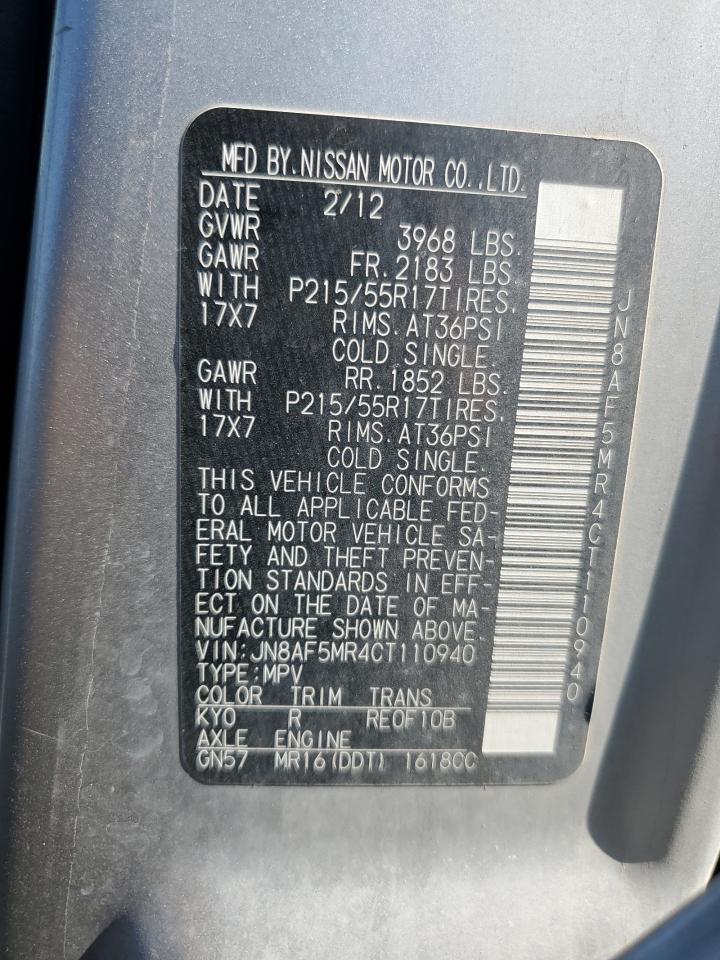 MFD BY.NISSAN MOTOR CO.,LTD.
DATE 2/12
GVWR 3968 LBS.
GAWR FR.2183 LBS.
WITH P215/55R17TIRES,
17X7 RIMS.AT36PSI
COLD SINGLE.
GAWR RR.1852 LBS.
WITH P215/55R17TIRES,
17X7 RIMS.AT36PSI
COLD SINGLE.
THIS VEHICLE CONFORMS
TO ALL APPLICABLE FED-
ERAL MOTOR VEHICLE SA-
FETY AND THEFT PREVEN-
TION STANDARDS IN EFF-
ECT ON THE DATE OF MA-
NUFACTURE SHOWN ABOVE.
VIN:JN8AF5MR4CT110940
TYPE:MPV
COLOR TRIM TRANS
KY0 R RE0F10B
AXLE ENGINE
GN57 MR16(DDT) 1618CC
JN8AF5MR4CT110940